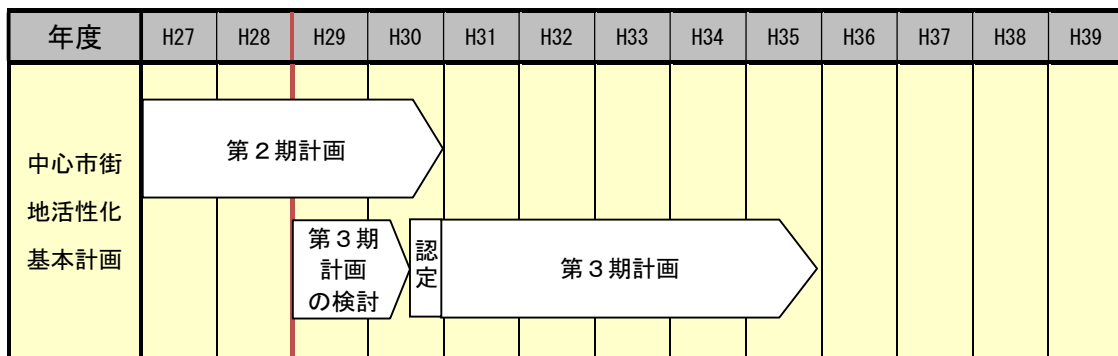 年度 H27 H28 H29 H30 H31 H32 H33 H34 H35 H36 H37 H38 H39
中心市街
地活性化
基本計画
第２期計画
第３期
計画
の検討
認
定
第３期計画